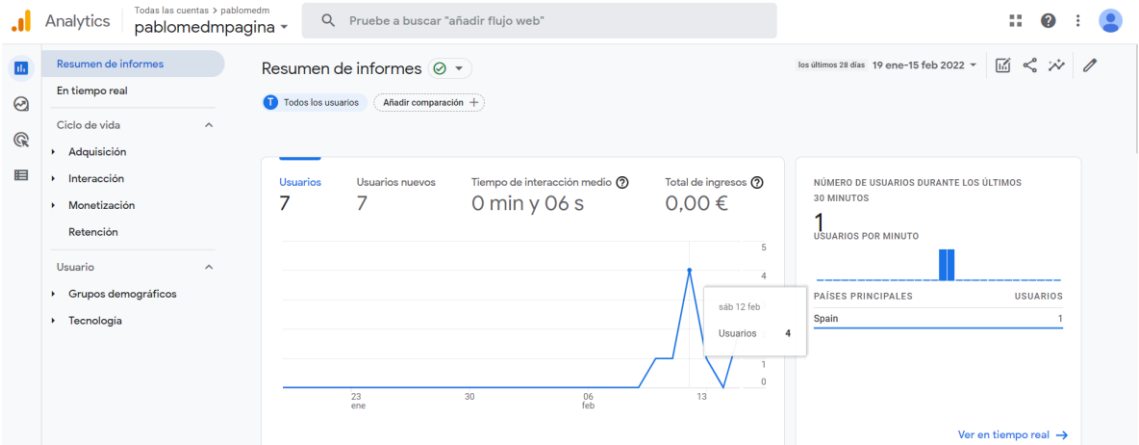 Analytics
Todas las cuentas > pablomedm
pablomedmpagina
Pruebe a buscar "añadir flujo web"
Resumen de informes
En tiempo real
Ciclo de vida
Adquisición
Interacción
Monetización
Retención
Usuario
Grupos demográficos
Tecnología
Resumen de informes
los últimos 28 días 19 ene-15 feb 2022
T Todos los usuarios
Añadir comparación +
Usuarios
7
Usuarios nuevos
7
Tiempo de interacción medio
0 min y 06 s
Total de ingresos
0,00 €
5
4
1
0
23
ene
30
06
feb
13
sáb 12 feb
Usuarios 4
NÚMERO DE USUARIOS DURANTE LOS ÚLTIMOS
30 MINUTOS
1
USUARIOS POR MINUTO
PAÍSES PRINCIPALES USUARIOS
Spain 1
Ver en tiempo real →